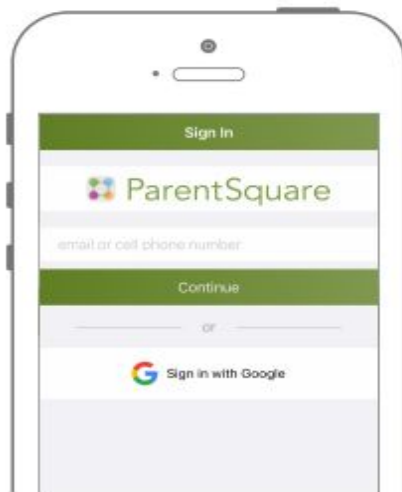 Sign In
ParentSquare
email or cell phone number
Continue
or
Sign in with Google